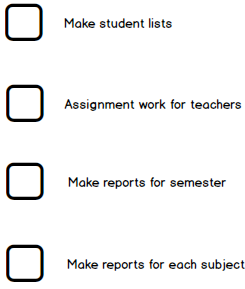 Make student lists
Assignment work for teachers
Make reports for semester
Make reports for each subject